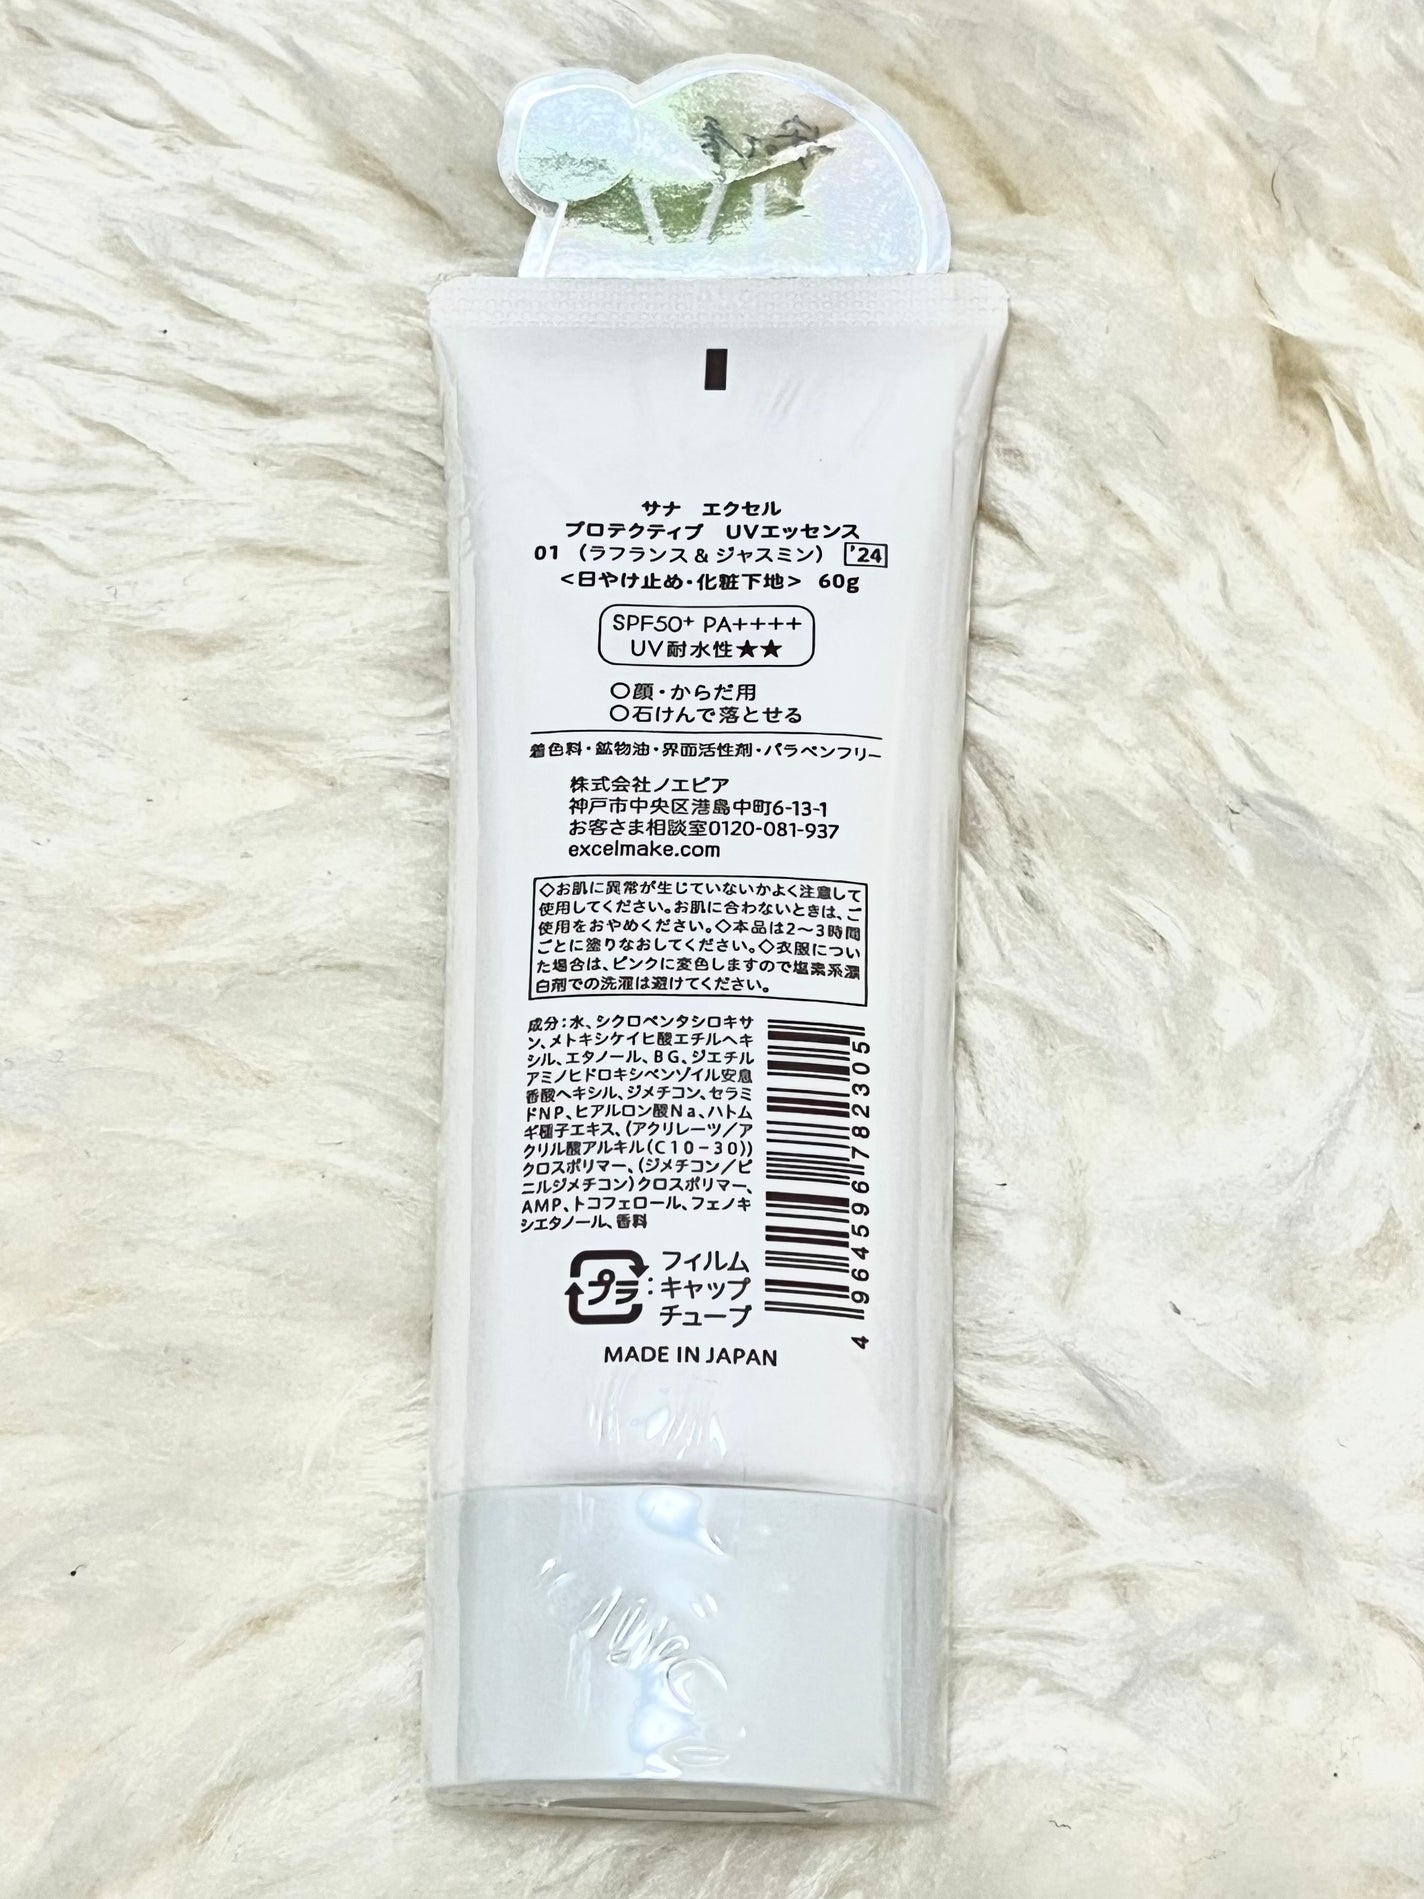 サナ エクセル
プロテクティブ UVエッセンス
01 （ラフランス & ジャスミン） '24
<日やけ止め・化粧下地> 60g
SPF50+ PA++++
UV耐水性★★
○顔・からだ用
○石けんで落とせる
着色料・鉱物油・界面活性剤・パラベンフリー
株式会社ノエビア
神戸市中央区港島中町6-13-1
お客さま相談室0120-081-937
excelmake.com
◇お肌に異常が生じていないかよく注意して
使用してください。お肌に合わないときは、ご
使用をおやめください。◇本品は2～3時間
ごとに塗りなおしてください。◇衣服につい
た場合は、ピンクに変色しますので塩素系漂
白剤での洗濯は避けてください。
成分：水、シクロペンタシロキサ
ン、メトキシケイヒ酸エチルヘキ
シル、エタノール、BG、ジエチル
アミノヒドロキシベンゾイル安息
香酸ヘキシル、ジメチコン、セラミ
ドNP、ヒアルロン酸Na、ハトム
ギ種子エキス、（アクリレーツ／ア
クリル酸アルキル（C10－30））
クロスポリマー、（ジメチコン／ビ
ニルジメチコン）クロスポリマー、
AMP、トコフェロール、フェノキ
シエタノール、香料
4 964596 782305
プラ：フィルム
キャップ
チューブ
MADE IN JAPAN